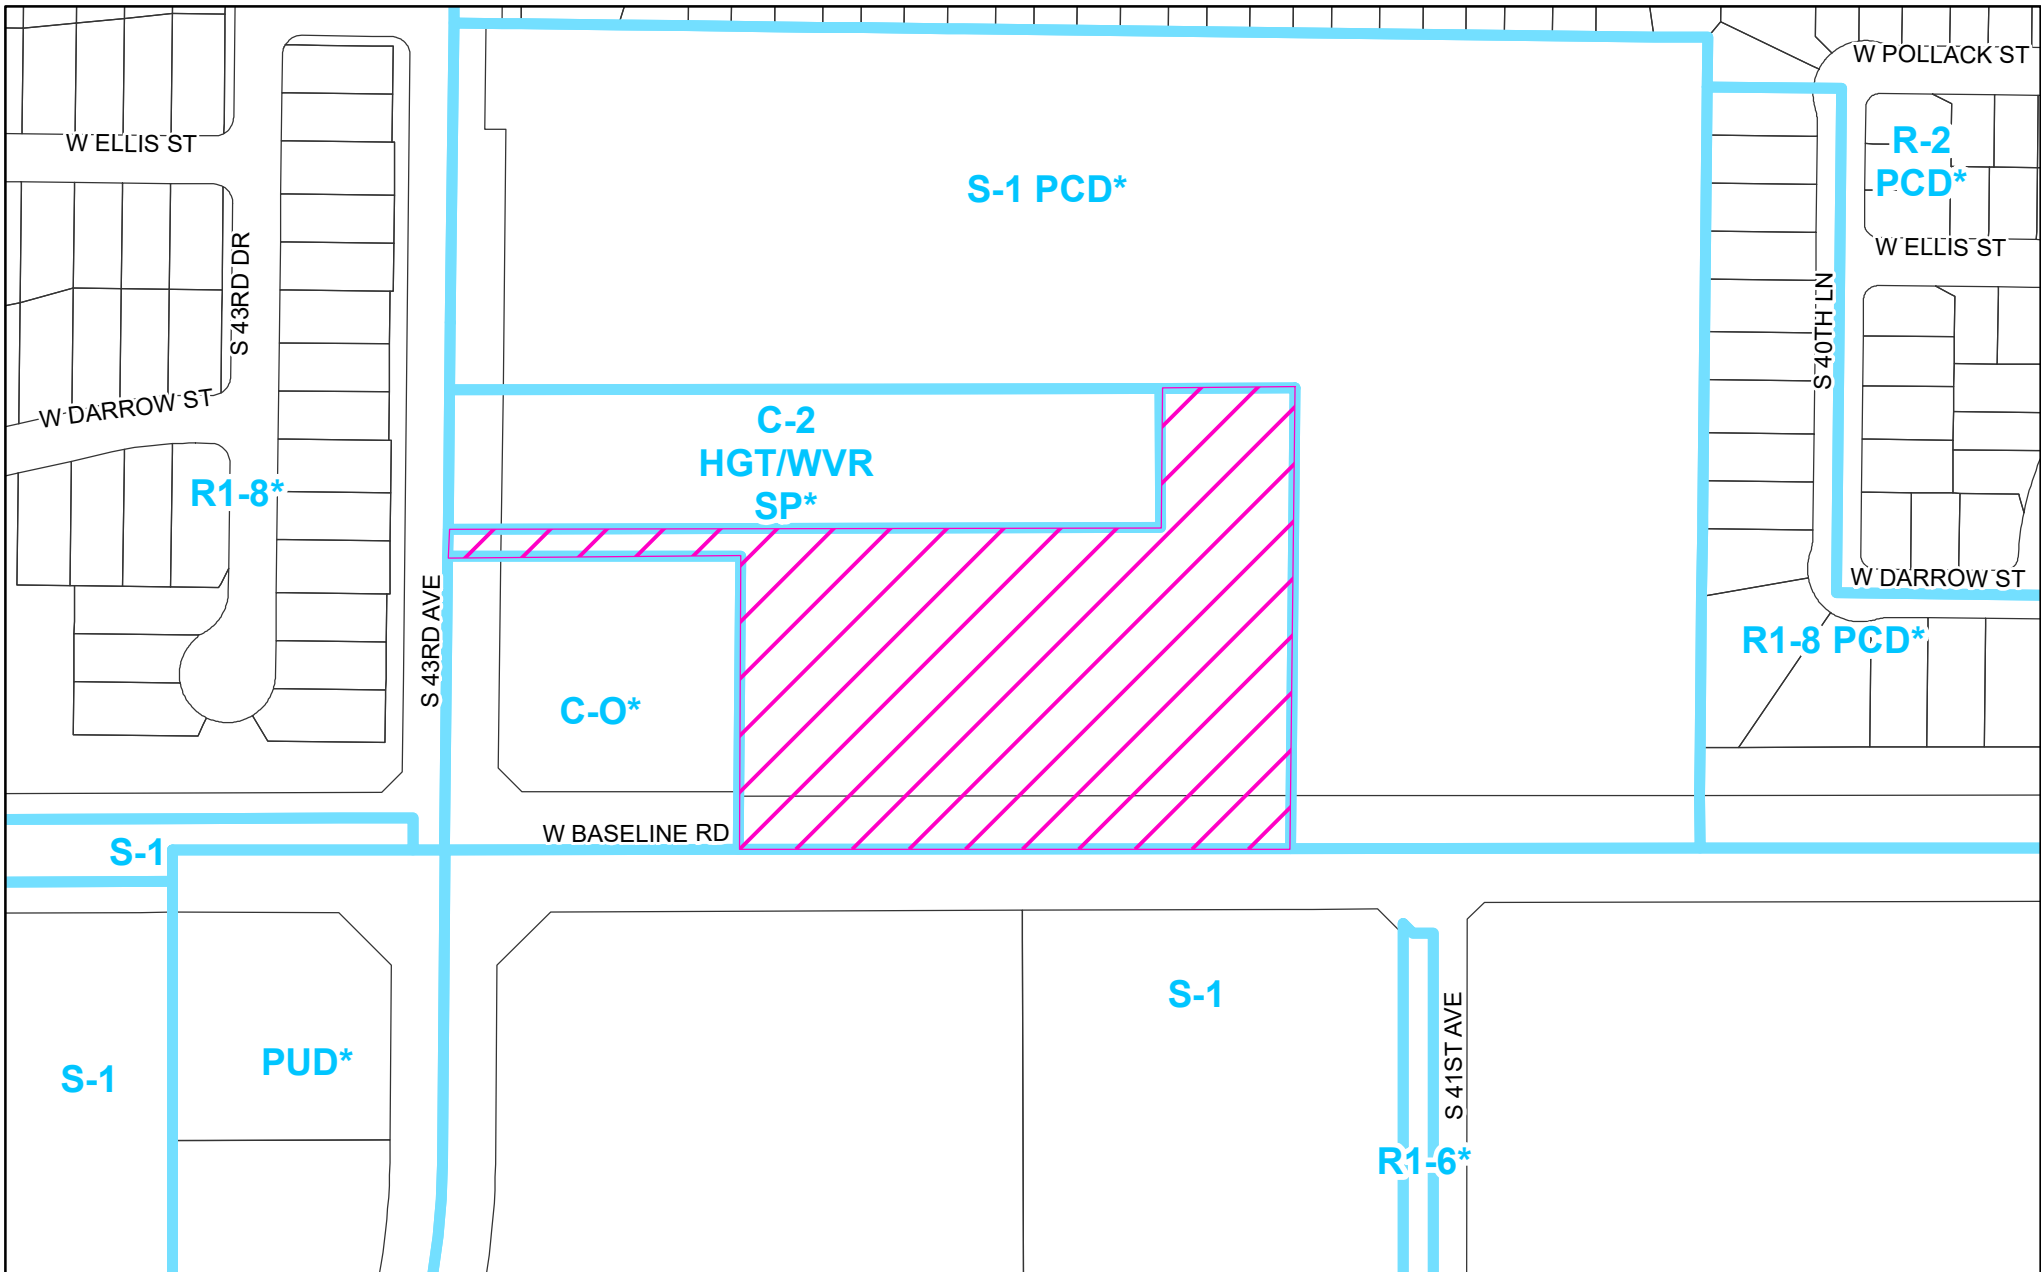 W POLLACK ST
W ELLIS ST
R-2
PCD*
S-1 PCD*
W ELLIS ST
S 43RD DR
S 40TH LN
W DARROW ST
C-2
HGT/WVR
SP*
R1-8*
W DARROW ST
S 43RD AVE
R1-8 PCD*
C-O*
W BASELINE RD
S-1
S-1
S 41ST AVE
PUD*
S-1
R1-6*